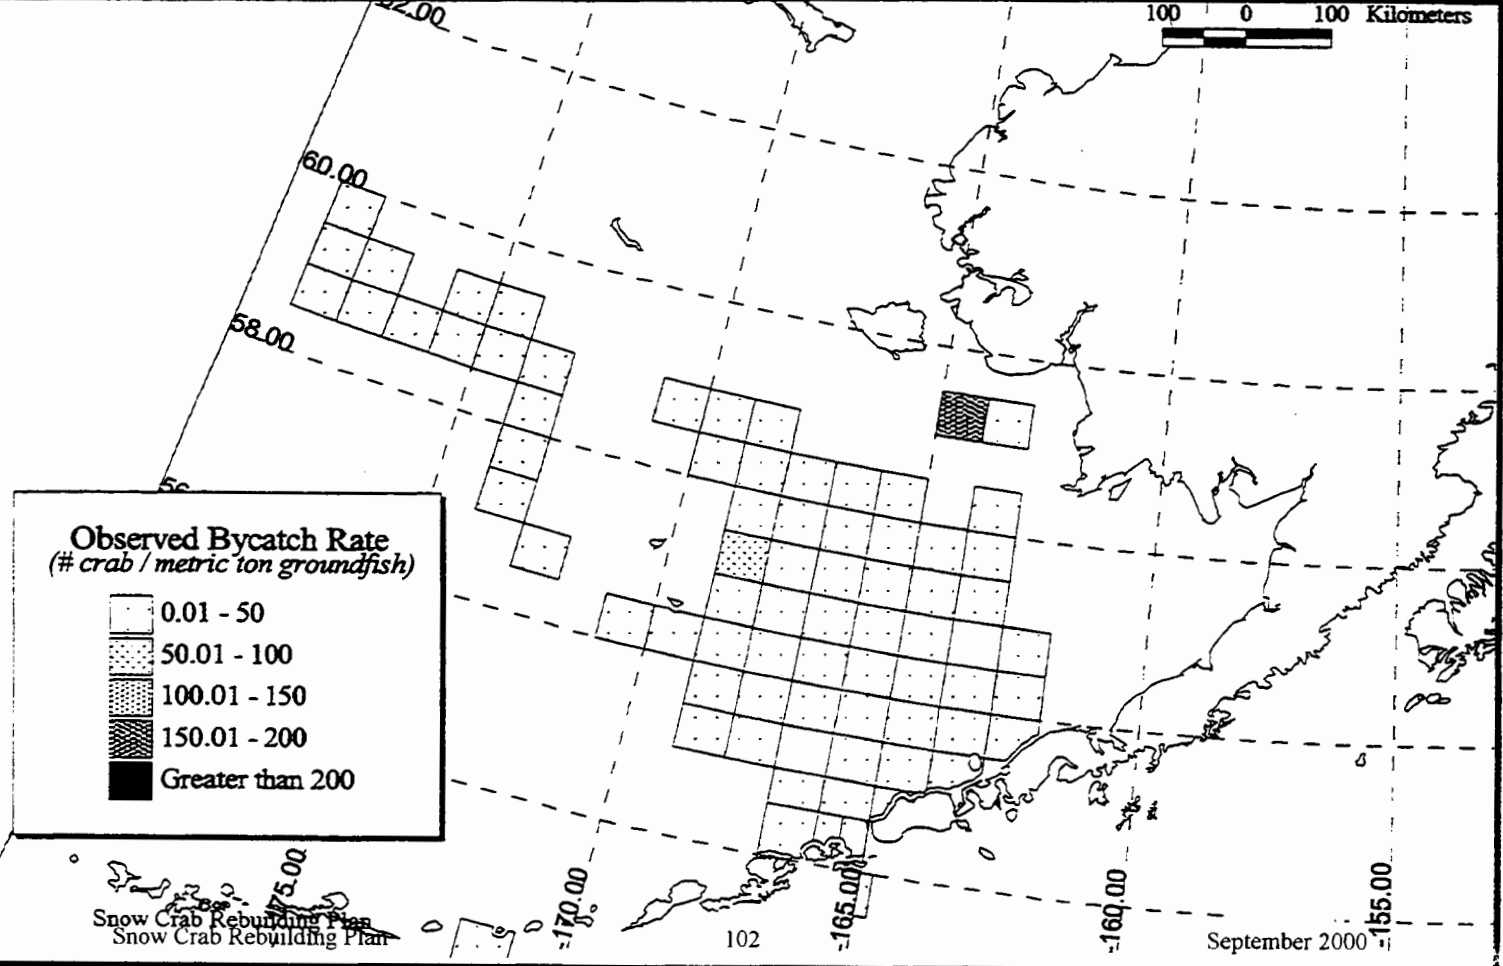 62.00
100 0 100 Kilometers
60.00
58.00
56
Observed Bycatch Rate
(# crab / metric ton groundfish)
0.01 - 50
50.01 - 100
100.01 - 150
150.01 - 200
Greater than 200
-175.00
-170.00
-165.00
-160.00
-155.00
Snow Crab Rebuilding Plan
Snow Crab Rebuilding Plan
102
September 2000